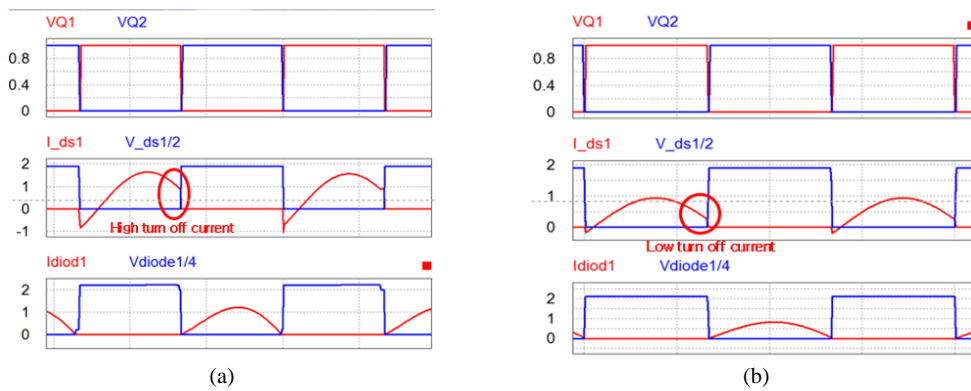 VQ1 VQ2
0.8
0.4
0
I_ds1 V_ds1/2
2
1
0
-1
High turn off current
Idiod1 Vdiode1/4
2
1
0
(a)
VQ1 VQ2
0.8
0.4
0
I_ds1 V_ds1/2
2
1
0
Low turn off current
Idiod1 Vdiode1/4
2
1
0
(b)